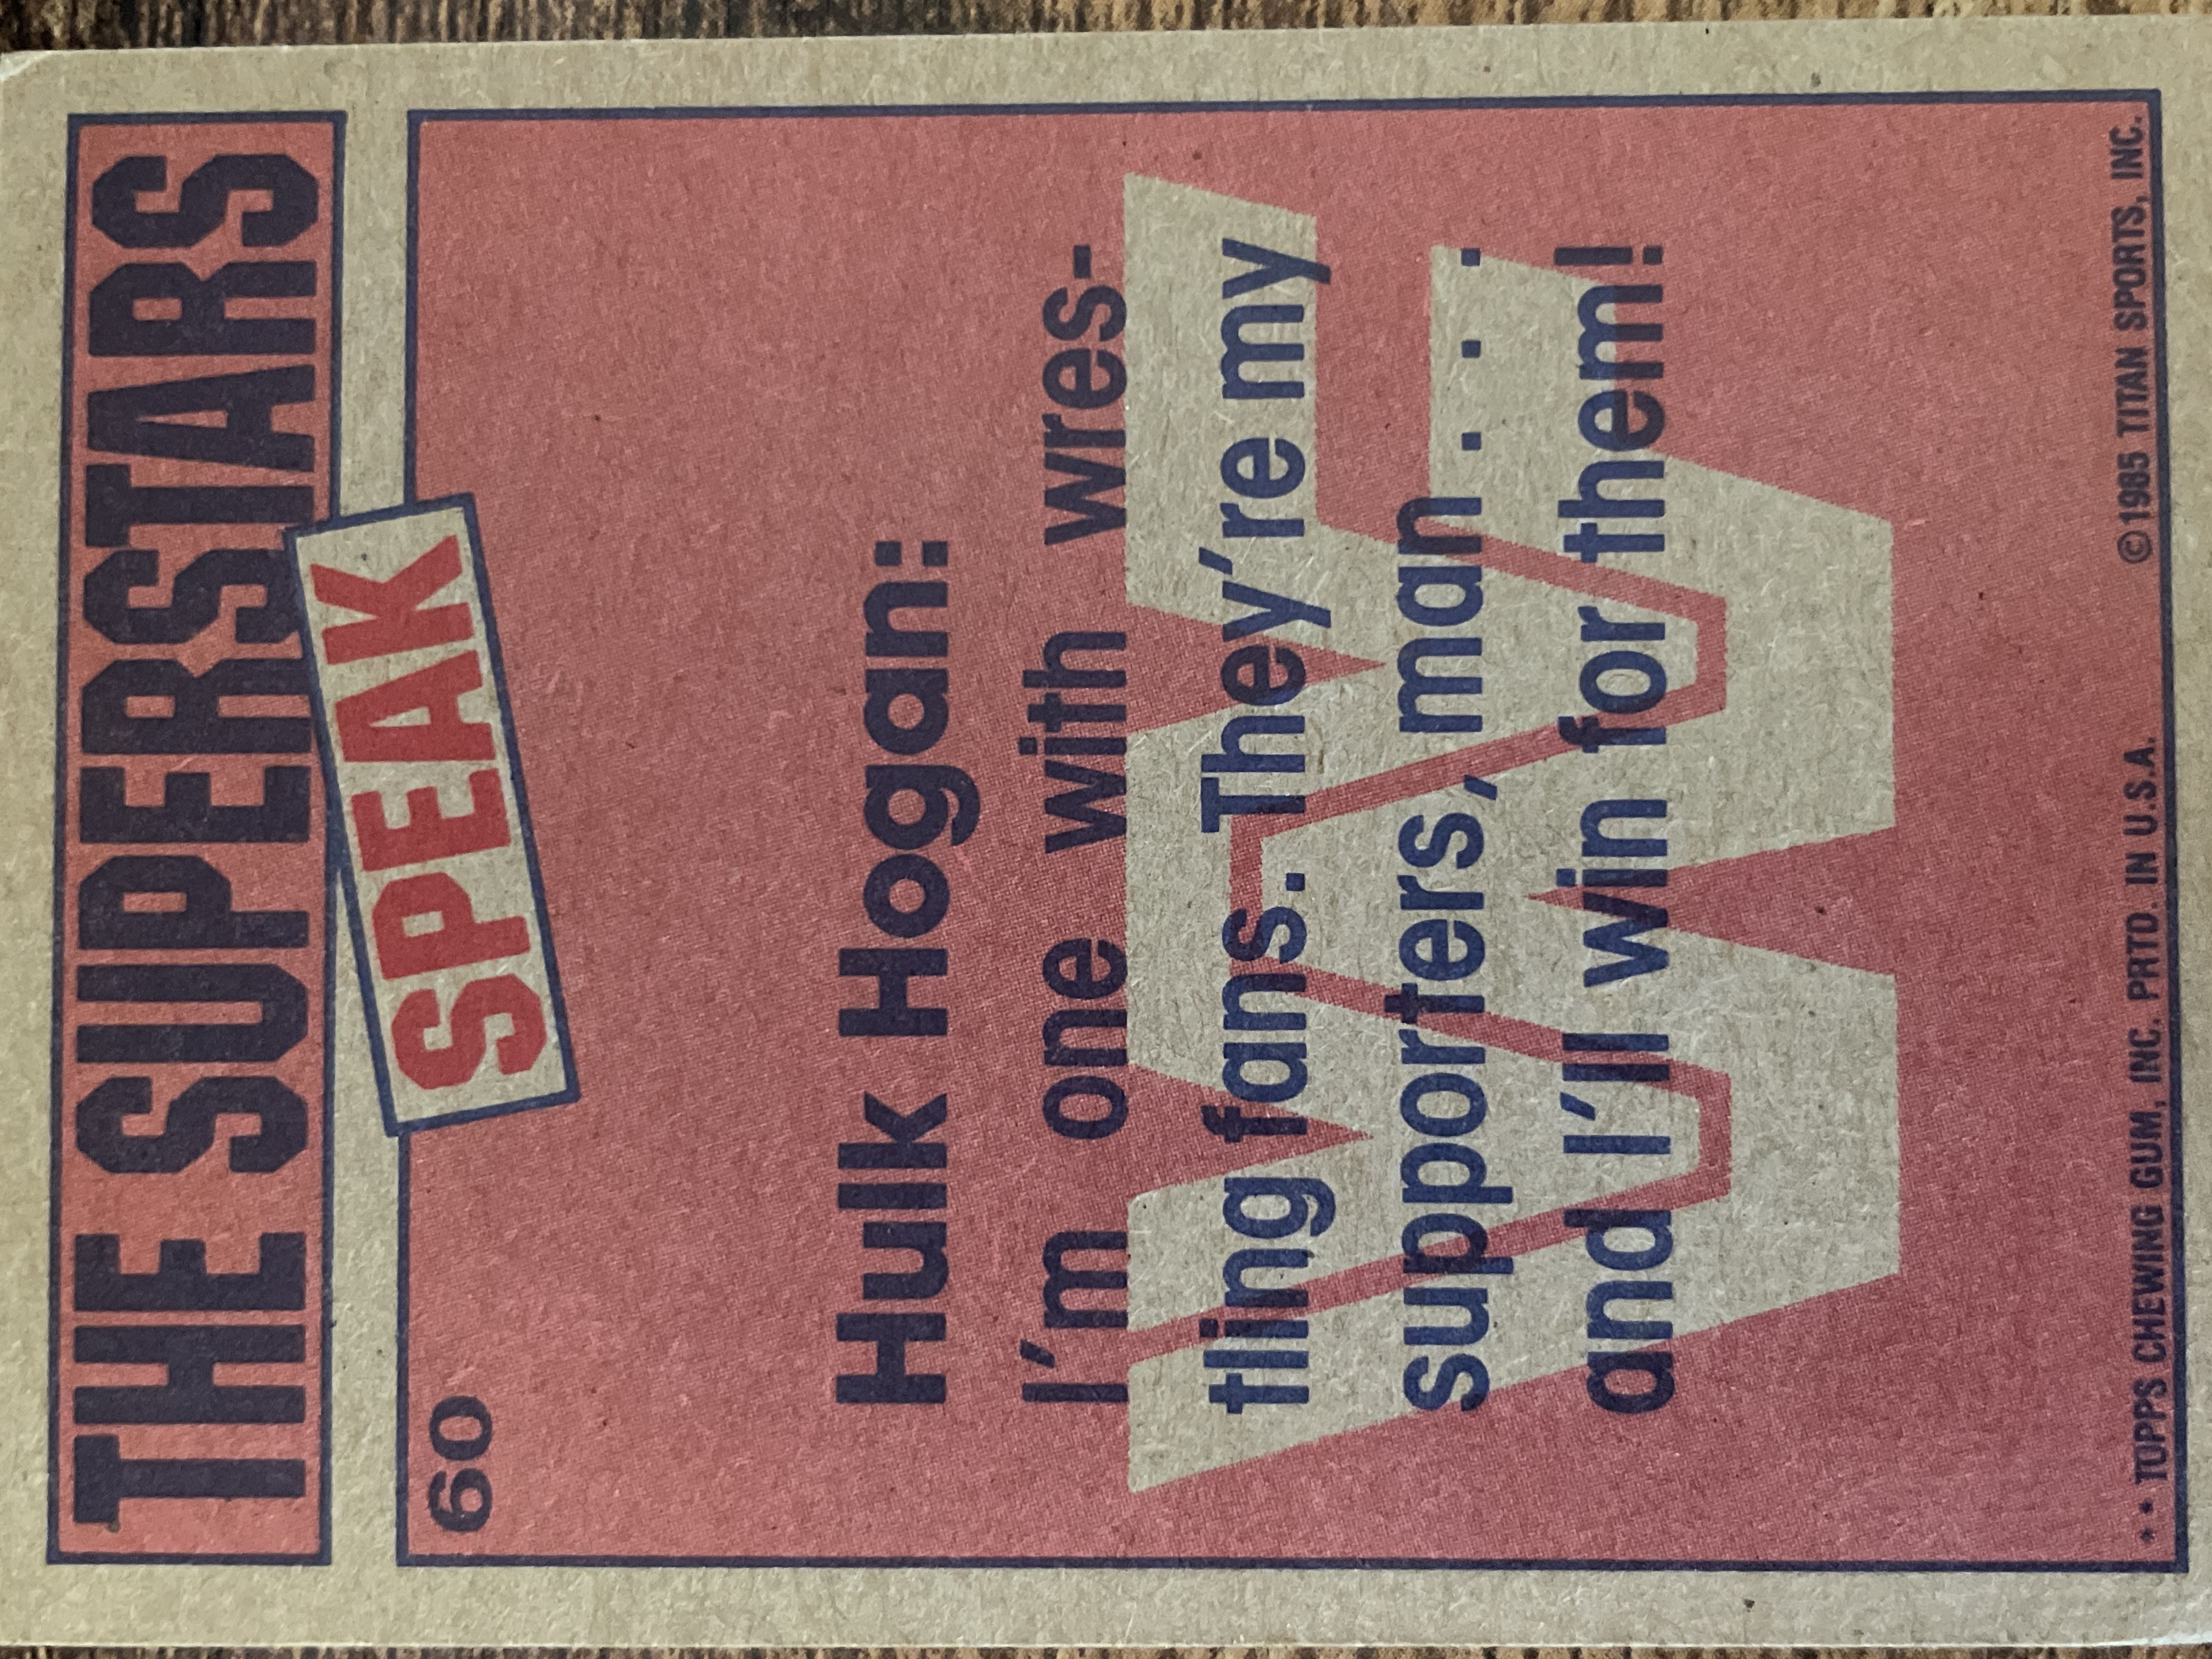 THE SUPERSTARS
SPEAK
60
Hulk Hogan:
I'm one with wres-
tling fans. They're my
supporters, man . . .
and I'll win for them!
* * TOPPS CHEWING GUM, INC. PRTD. IN U.S.A. © 1985 TITAN SPORTS, INC.